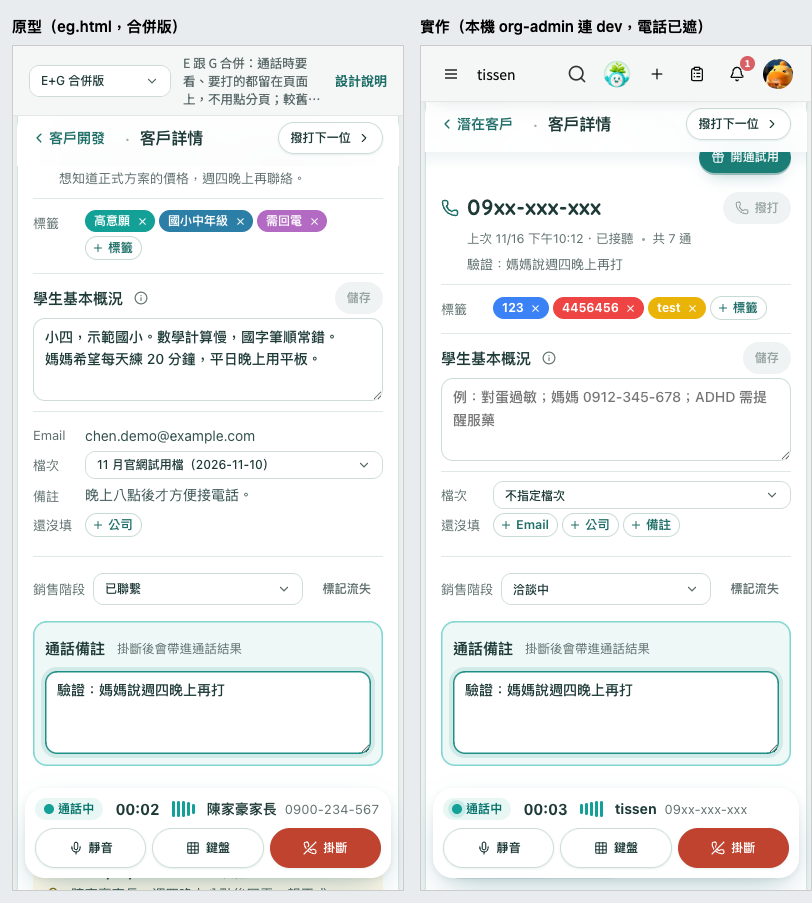 原型（eg.html，合併版）
E+G 合併版
E 跟 G 合併：通話時要
看、要打的都留在頁面
上，不用點分頁；較舊…
設計說明
客戶開發 · 客戶詳情
撥打下一位
想知道正式方案的價格，週四晚上再聯絡。
標籤
高意願 ×
國小中年級 ×
需回電 ×
+ 標籤
學生基本概況
儲存
小四，示範國小。數學計算慢，國字筆順常錯。
媽媽希望每天練 20 分鐘，平日晚上用平板。
Email chen.demo@example.com
檔次 11 月官網試用檔（2026-11-10）
備註 晚上八點後才方便接電話。
還沒填 + 公司
銷售階段 已聯繫 標記流失
通話備註 掛斷後會帶進通話結果
驗證：媽媽說週四晚上再打
通話中 00:02 陳家豪家長 0900-234-567
靜音 鍵盤 掛斷
實作（本機 org-admin 連 dev，電話已遮）
tissen
1
潛在客戶 · 客戶詳情
撥打下一位
開通試用
09xx-xxx-xxx
撥打
上次 11/16 下午10:12 · 已接聽 • 共 7 通
驗證：媽媽說週四晚上再打
標籤 123 × 4456456 × test × + 標籤
學生基本概況
儲存
例：對蛋過敏；媽媽 0912-345-678；ADHD 需提
醒服藥
檔次 不指定檔次
還沒填 + Email + 公司 + 備註
銷售階段 洽談中 標記流失
通話備註 掛斷後會帶進通話結果
驗證：媽媽說週四晚上再打
通話中 00:03 tissen 09xx-xxx-xxx
靜音 鍵盤 掛斷